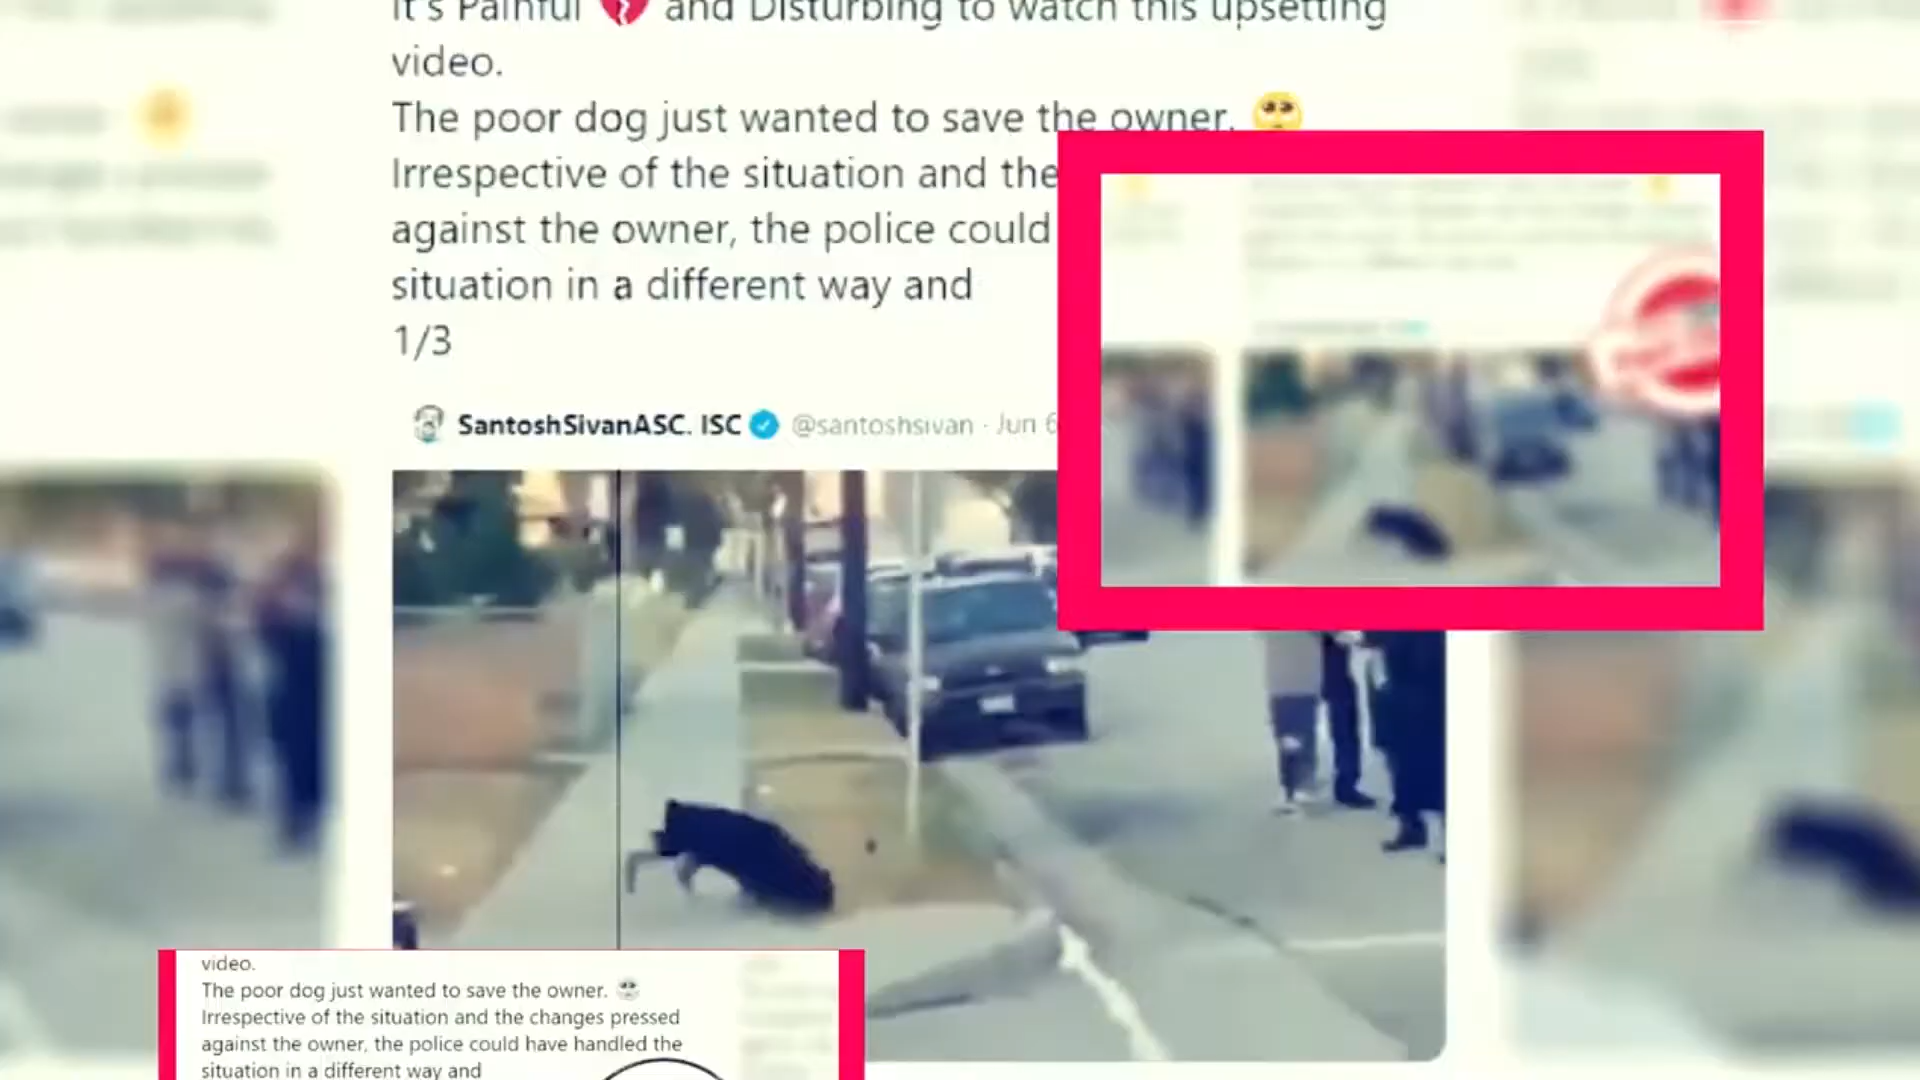 It's Painful 💔 and Disturbing to watch this upsetting
video.
The poor dog just wanted to save the owner. 🥺
Irrespective of the situation and the
against the owner, the police could
situation in a different way and
1/3
SantoshSivanASC. ISC @santoshsivan · Jun 6
video.
The poor dog just wanted to save the owner. 🥺
Irrespective of the situation and the changes pressed
against the owner, the police could have handled the
situation in a different way and